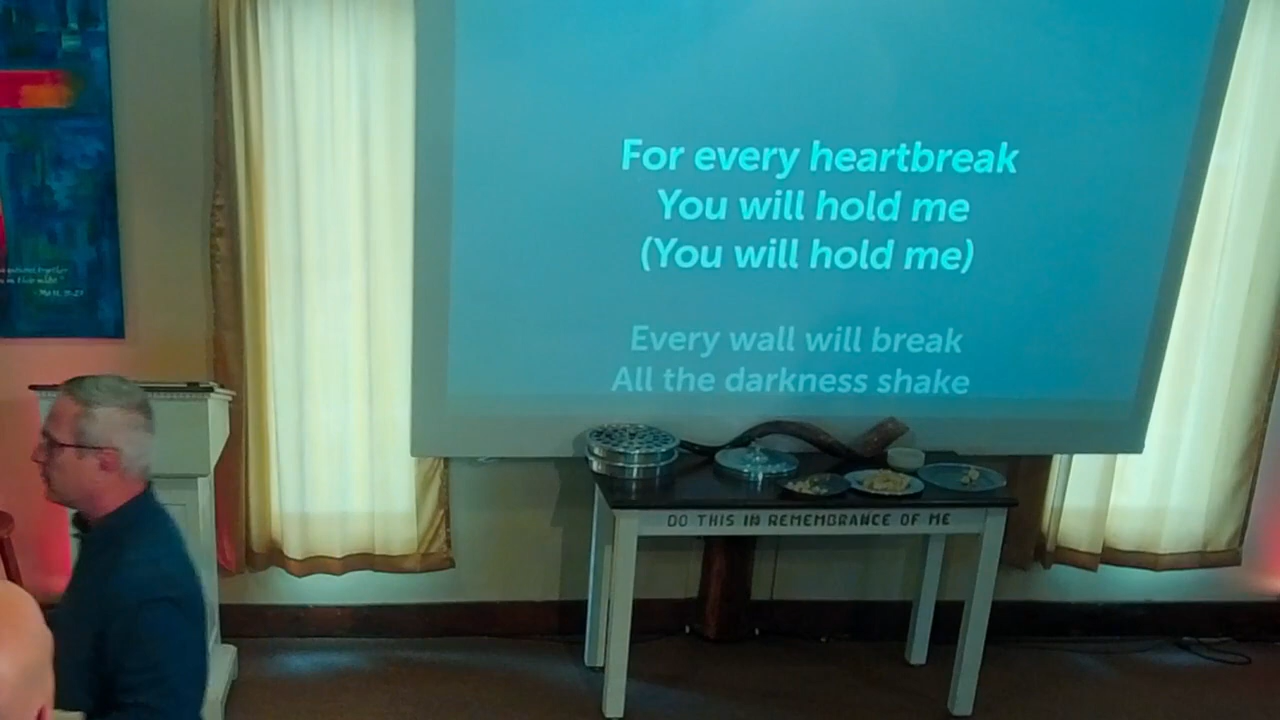 For every heartbreak
You will hold me
(You will hold me)
Every wall will break
All the darkness shake
DO THIS IN REMEMBRANCE OF ME